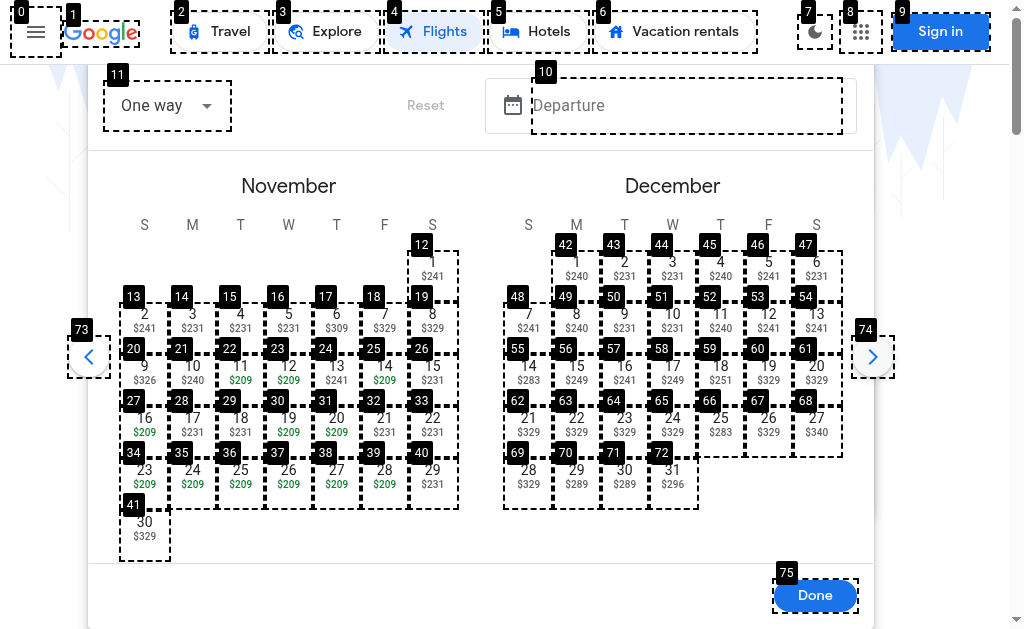 0 1 2 3 4 5 6 7 8 9
Google Travel Explore Flights Hotels Vacation rentals Sign in
11 10
One way Reset Departure
November December
S M T W T F S S M T W T F S
12 42 43 44 45 46 47
1 1 2 3 4 5 6
$241 $240 $231 $231 $240 $241 $231
13 14 15 16 17 18 19 48 49 50 51 52 53 54
2 3 4 5 6 7 8 7 8 9 10 11 12 13
$241 $231 $231 $231 $309 $329 $329 $241 $240 $231 $231 $240 $241 $241
73 74
20 21 22 23 24 25 26 55 56 57 58 59 60 61
9 10 11 12 13 14 15 14 15 16 17 18 19 20
$326 $240 $209 $209 $241 $209 $231 $283 $249 $241 $249 $251 $329 $329
27 28 29 30 31 32 33 62 63 64 65 66 67 68
16 17 18 19 20 21 22 21 22 23 24 25 26 27
$209 $231 $231 $209 $209 $231 $231 $329 $329 $329 $329 $283 $329 $340
34 35 36 37 38 39 40 69 70 71 72
23 24 25 26 27 28 29 28 29 30 31
$209 $209 $209 $209 $209 $209 $231 $329 $289 $289 $296
41
30
$329
75
Done